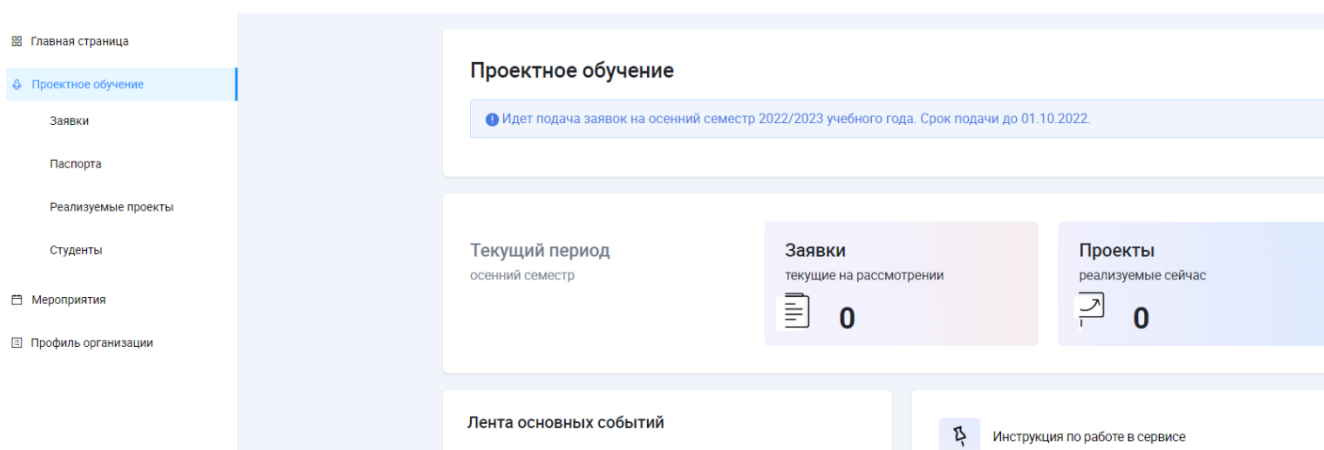 Главная страница
Проектное обучение
Заявки
Паспорта
Реализуемые проекты
Студенты
Мероприятия
Профиль организации
Проектное обучение
Идет подача заявок на осенний семестр 2022/2023 учебного года. Срок подачи до 01.10.2022.
Текущий период
осенний семестр
Заявки
текущие на рассмотрении
0
Проекты
реализуемые сейчас
0
Лента основных событий
Инструкция по работе в сервисе